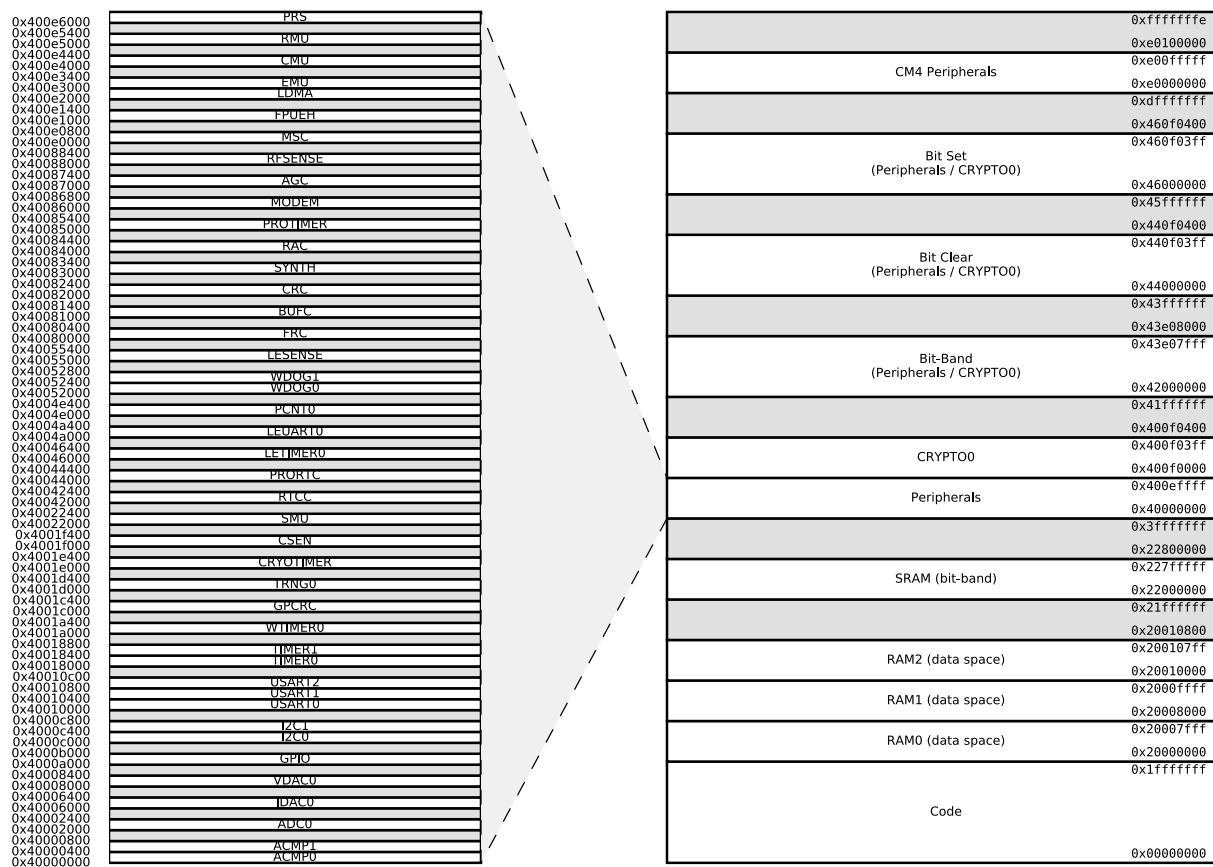 0x400e6000
0x400e5400
0x400e5000
0x400e4400
0x400e4000
0x400e3400
0x400e3000
0x400e2000
0x400e1400
0x400e1000
0x400e0800
0x400e0000
0x40088400
0x40088000
0x40087400
0x40087000
0x40086800
0x40086000
0x40085400
0x40085000
0x40084400
0x40084000
0x40083400
0x40083000
0x40082400
0x40082000
0x40081400
0x40081000
0x40080400
0x40080000
0x40055400
0x40055000
0x40052800
0x40052400
0x40052000
0x4004e400
0x4004e000
0x4004a400
0x4004a000
0x40046400
0x40046000
0x40044400
0x40044000
0x40042400
0x40042000
0x40022400
0x40022000
0x4001f400
0x4001f000
0x4001e400
0x4001e000
0x4001d400
0x4001d000
0x4001c400
0x4001c000
0x4001a400
0x4001a000
0x40018800
0x40018400
0x40018000
0x40010c00
0x40010800
0x40010400
0x40010000
0x4000c800
0x4000c400
0x4000c000
0x4000b000
0x4000a000
0x40008400
0x40008000
0x40006400
0x40006000
0x40002400
0x40002000
0x40000800
0x40000400
0x40000000
PRS
RMU
CMU
EMU
LDMA
FPUEH
MSC
RFSENSE
AGC
MODEM
PROTIMER
RAC
SYNTH
CRC
BUFC
FRC
LESENSE
WDOG1
WDOG0
PCNT0
LEUART0
LETIMER0
PRORTC
RTCC
SMU
CSEN
CRYOTIMER
TRNG0
GPCRC
WTIMER0
TIMER1
TIMER0
USART2
USART1
USART0
I2C1
I2C0
GPIO
VDAC0
IDAC0
ADC0
ACMP1
ACMP0
0xfffffffe
0xe0100000
0xe00fffff
CM4 Peripherals
0xe0000000
0xdfffffff
0x460f0400
0x460f03ff
Bit Set
(Peripherals / CRYPTO0)
0x46000000
0x45ffffff
0x440f0400
0x440f03ff
Bit Clear
(Peripherals / CRYPTO0)
0x44000000
0x43ffffff
0x43e08000
0x43e07fff
Bit-Band
(Peripherals / CRYPTO0)
0x42000000
0x41ffffff
0x400f0400
0x400f03ff
CRYPTO0
0x400f0000
0x400effff
Peripherals
0x40000000
0x3fffffff
0x22800000
0x227fffff
SRAM (bit-band)
0x22000000
0x21ffffff
0x20010800
0x200107ff
RAM2 (data space)
0x20010000
0x2000ffff
RAM1 (data space)
0x20008000
0x20007fff
RAM0 (data space)
0x20000000
0x1fffffff
Code
0x00000000